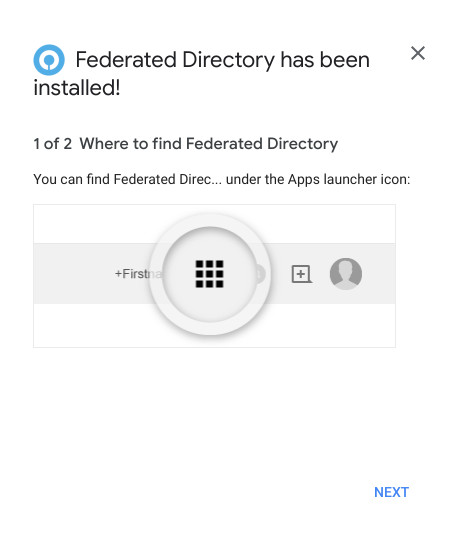 Federated Directory has been
installed!
1 of 2 Where to find Federated Directory
You can find Federated Direc... under the Apps launcher icon:
NEXT